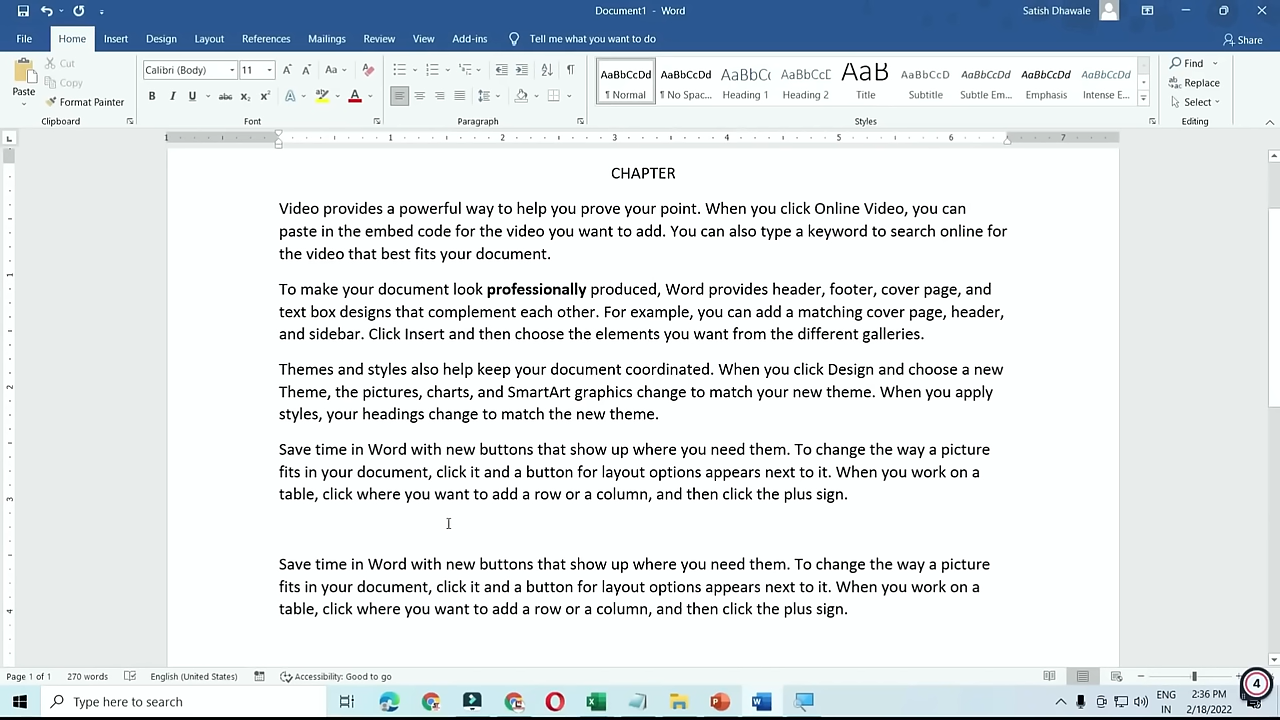 Document1 - Word
Satish Dhawale
File Home Insert Design Layout References Mailings Review View Add-ins Tell me what you want to do Share
Paste
Cut
Copy
Format Painter
Clipboard
Calibri (Body) 11
Font
Paragraph
AaBbCcDd AaBbCcDd AaBbC( AaBbCcE AaB AaBbCcD AaBbCcDd AaBbCcDd AaBbCcDd
¶ Normal ¶ No Spac... Heading 1 Heading 2 Title Subtitle Subtle Em... Emphasis Intense E...
Styles
Find
Replace
Select
Editing
1 1 2 3 4 5 6 7
CHAPTER
Video provides a powerful way to help you prove your point. When you click Online Video, you can
paste in the embed code for the video you want to add. You can also type a keyword to search online for
the video that best fits your document.
To make your document look professionally produced, Word provides header, footer, cover page, and
text box designs that complement each other. For example, you can add a matching cover page, header,
and sidebar. Click Insert and then choose the elements you want from the different galleries.
Themes and styles also help keep your document coordinated. When you click Design and choose a new
Theme, the pictures, charts, and SmartArt graphics change to match your new theme. When you apply
styles, your headings change to match the new theme.
Save time in Word with new buttons that show up where you need them. To change the way a picture
fits in your document, click it and a button for layout options appears next to it. When you work on a
table, click where you want to add a row or a column, and then click the plus sign.
Save time in Word with new buttons that show up where you need them. To change the way a picture
fits in your document, click it and a button for layout options appears next to it. When you work on a
table, click where you want to add a row or a column, and then click the plus sign.
Page 1 of 1 270 words English (United States) Accessibility: Good to go
4
Type here to search
ENG
IN
2:36 PM
2/18/2022